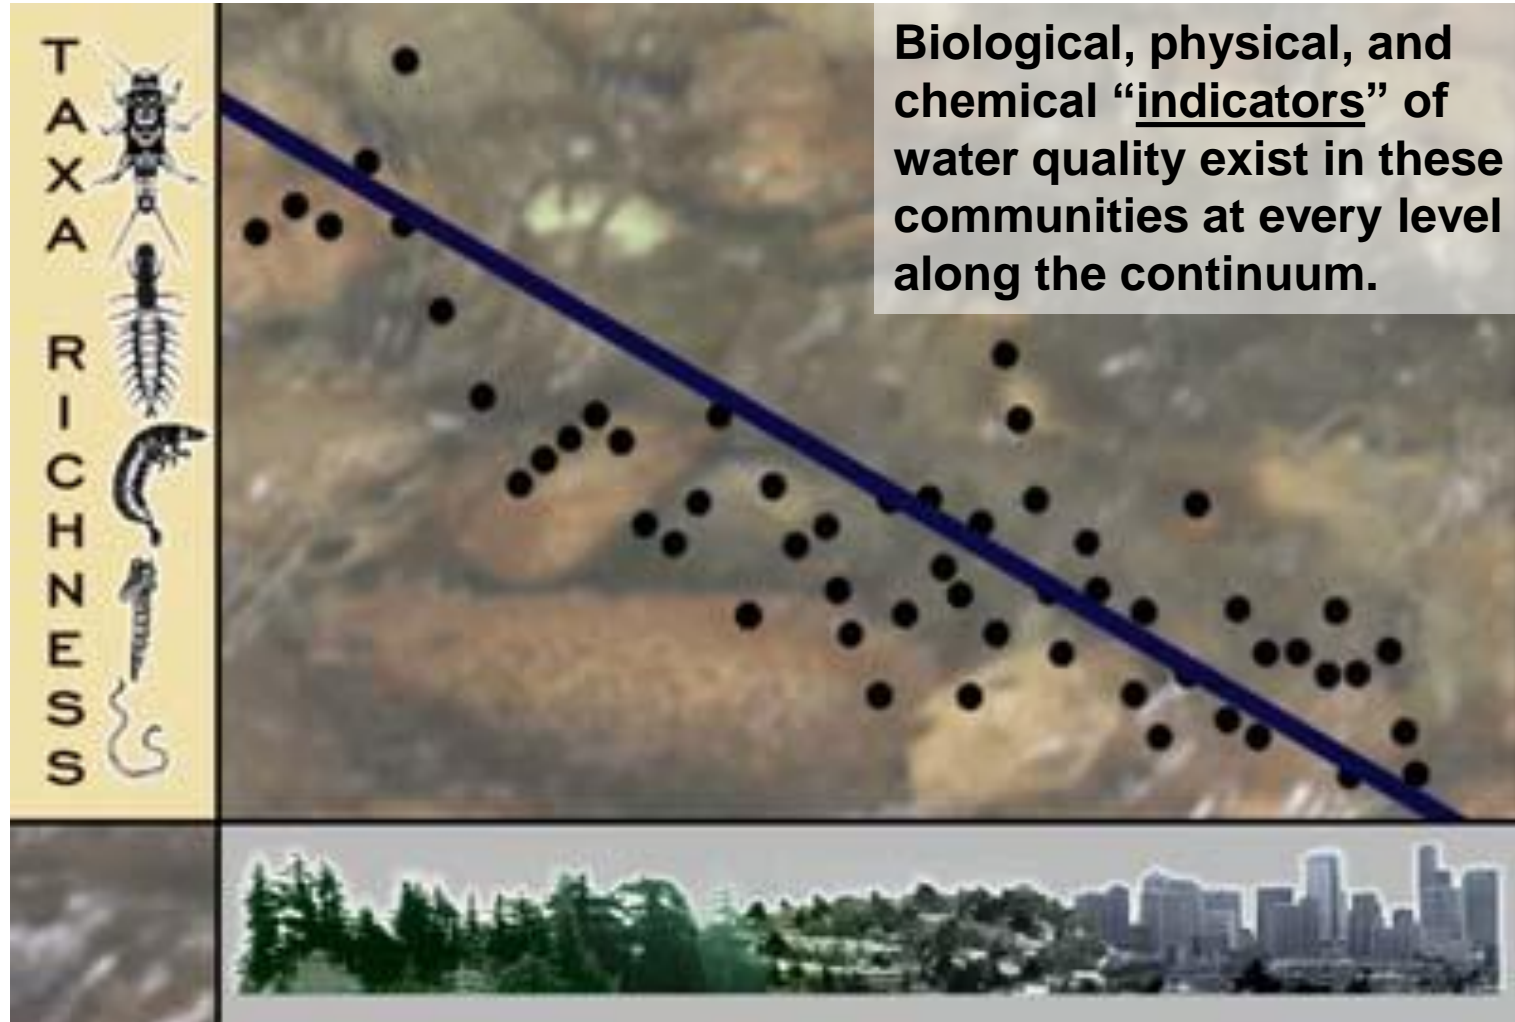 TAXA RICHNESS
Biological, physical, and
chemical “indicators” of
water quality exist in these
communities at every level
along the continuum.